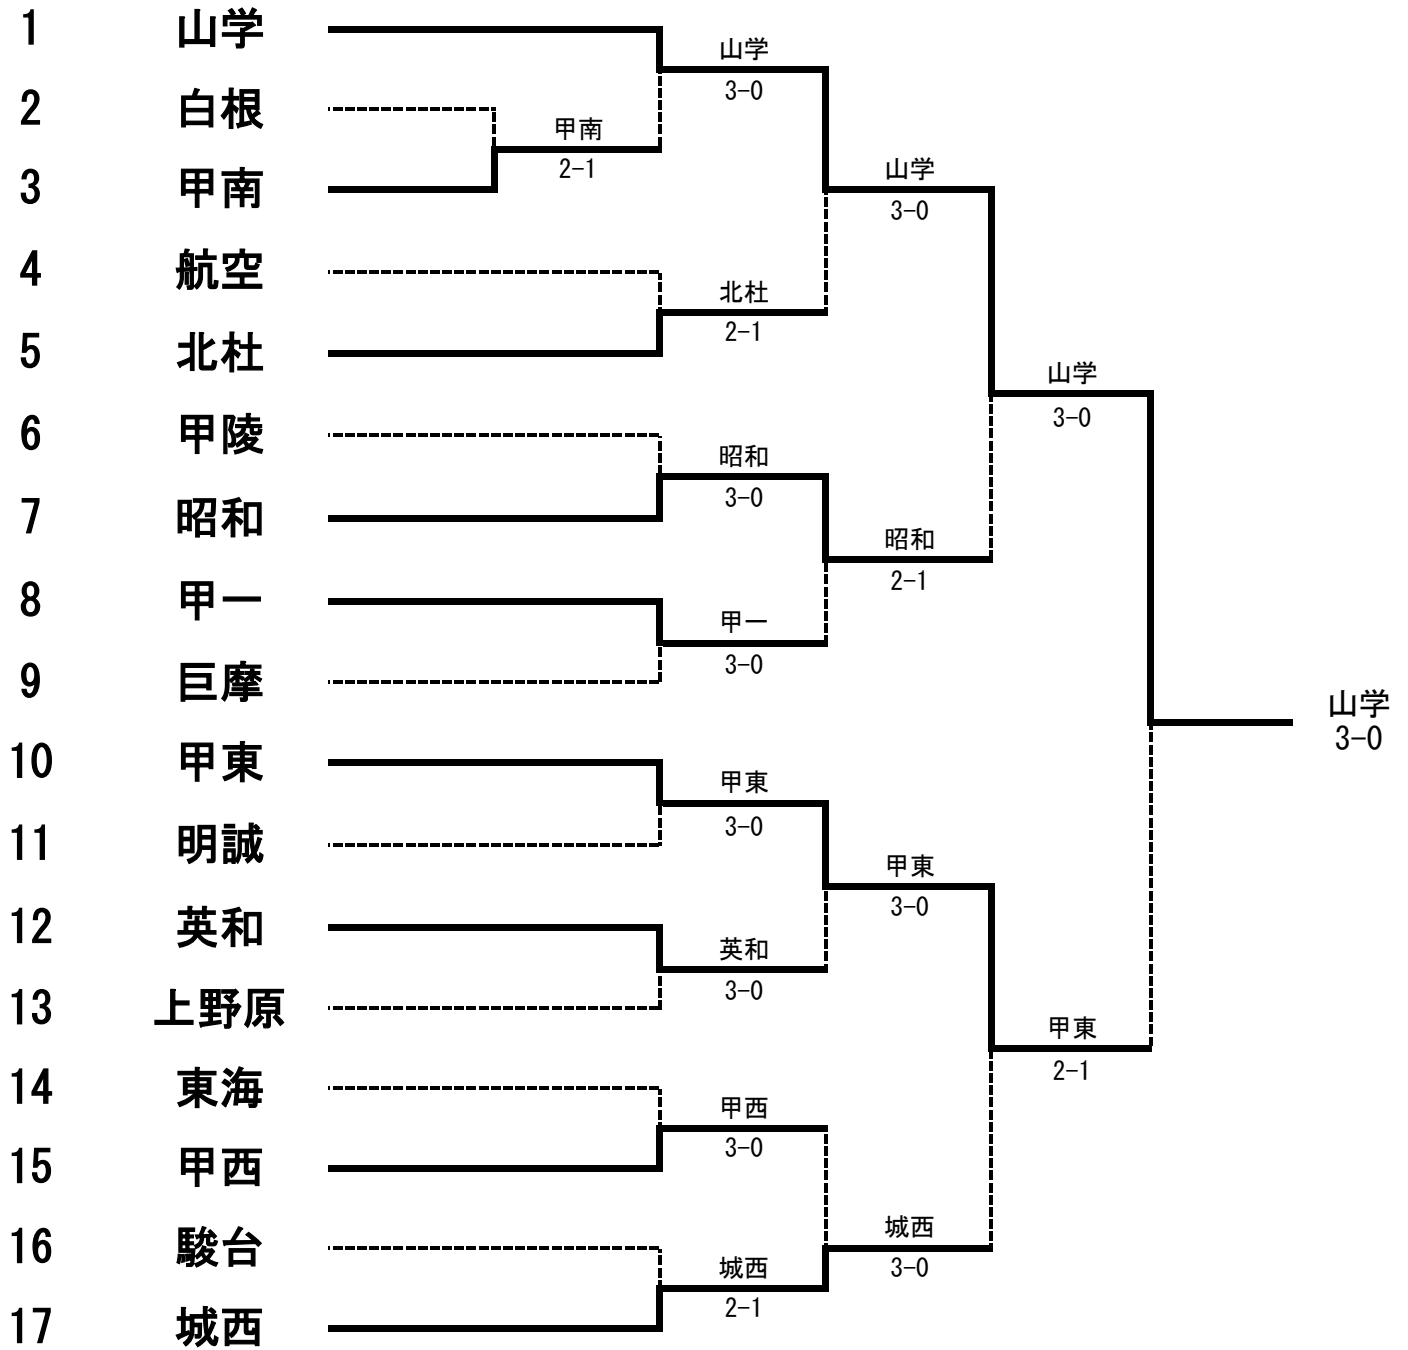 1 山学
山学
3-0
2 白根
甲南
2-1
3 甲南
山学
3-0
4 航空
北杜
2-1
5 北杜
山学
3-0
6 甲陵
昭和
3-0
7 昭和
昭和
2-1
8 甲一
甲一
3-0
9 巨摩
山学
3-0
10 甲東
甲東
3-0
11 明誠
甲東
3-0
12 英和
英和
3-0
13 上野原
甲東
2-1
14 東海
甲西
3-0
15 甲西
城西
3-0
16 駿台
城西
2-1
17 城西